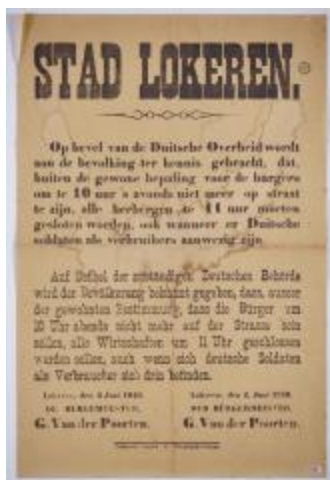 STAD LOKEREN.
Op bevel van de Duitsche Overheid wordt
aan de bevolking ter kennis gebracht, dat,
buiten de gewone bepaling voor de burgers
om te 10 uur 's avonds niet meer op straat
te zijn, alle herbergen te 11 uur moeten
gesloten worden, ook wanneer er Duitsche
soldaten als verbruikers aanwezig zijn.
Auf Befehl der zuständigen Deutschen Behörde
wird der Bevölkerung bekannt gegeben, dass, ausser
der gewohnten Bestimmung, dass die Bürger um
10 Uhr abends nicht mehr auf der Strasse sein
sollen, alle Wirtschaften um 11 Uhr geschlossen
werden sollen, auch wenn sich deutsche Soldaten
als Verbraucher sich drin befinden.
Lokeren, den Juni
DE BURGEMEESTER,
G. Van der Poorten.
Lokeren, den Juni
DER BÜRGERMEISTER,
G. Van der Poorten.